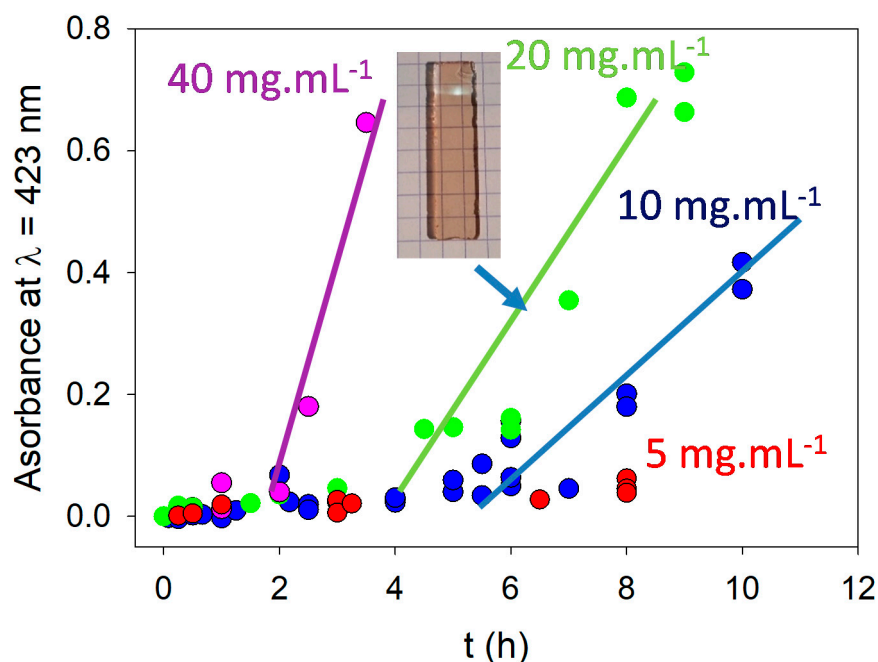 0.8
0.6
0.4
0.2
0.0
Asorbance at λ = 423 nm
40 mg.mL⁻¹
20 mg.mL⁻¹
10 mg.mL⁻¹
5 mg.mL⁻¹
0 2 4 6 8 10 12
t (h)